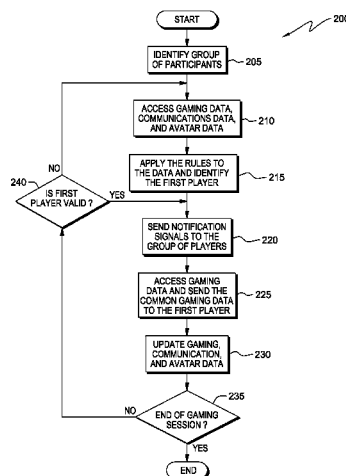 START
200
IDENTIFY GROUP
OF PARTICIPANTS
205
ACCESS GAMING DATA,
COMMUNICATIONS DATA,
AND AVATAR DATA
210
NO
240
IS FIRST
PLAYER VALID ?
YES
APPLY THE RULES TO
THE DATA AND IDENTIFY
THE FIRST PLAYER
215
SEND NOTIFICATION
SIGNALS TO THE
GROUP OF PLAYERS
220
ACCESS GAMING
DATA AND SEND THE
COMMON GAMING DATA
TO THE FIRST PLAYER
225
UPDATE GAMING,
COMMUNICATION,
AND AVATAR DATA
230
235
NO
END OF GAMING
SESSION ?
YES
END